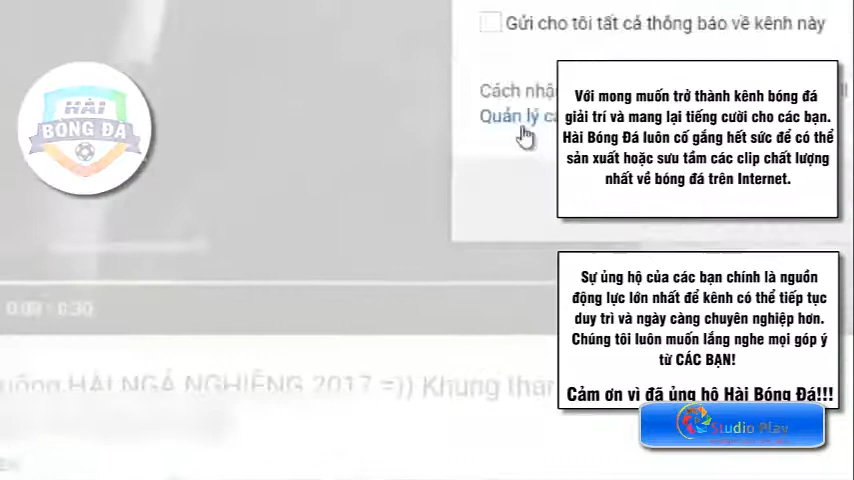 Gửi cho tôi tất cả thông báo về kênh này
Cách nhậ
Quản lý cá
HÀI
BÓNG ĐÁ
Với mong muốn trở thành kênh bóng đá
giải trí và mang lại tiếng cười cho các bạn.
Hài Bóng Đá luôn cố gắng hết sức để có thể
sản xuất hoặc sưu tầm các clip chất lượng
nhất về bóng đá trên Internet.
Sự ủng hộ của các bạn chính là nguồn
động lực lớn nhất để kênh có thể tiếp tục
duy trì và ngày càng chuyên nghiệp hơn.
Chúng tôi luôn muốn lắng nghe mọi góp ý
từ CÁC BẠN!
Cảm ơn vì đã ủng hộ Hài Bóng Đá!!!
Studio Play
HÀI NGẢ NGHIÊNG 2017 =)) Khung thàn